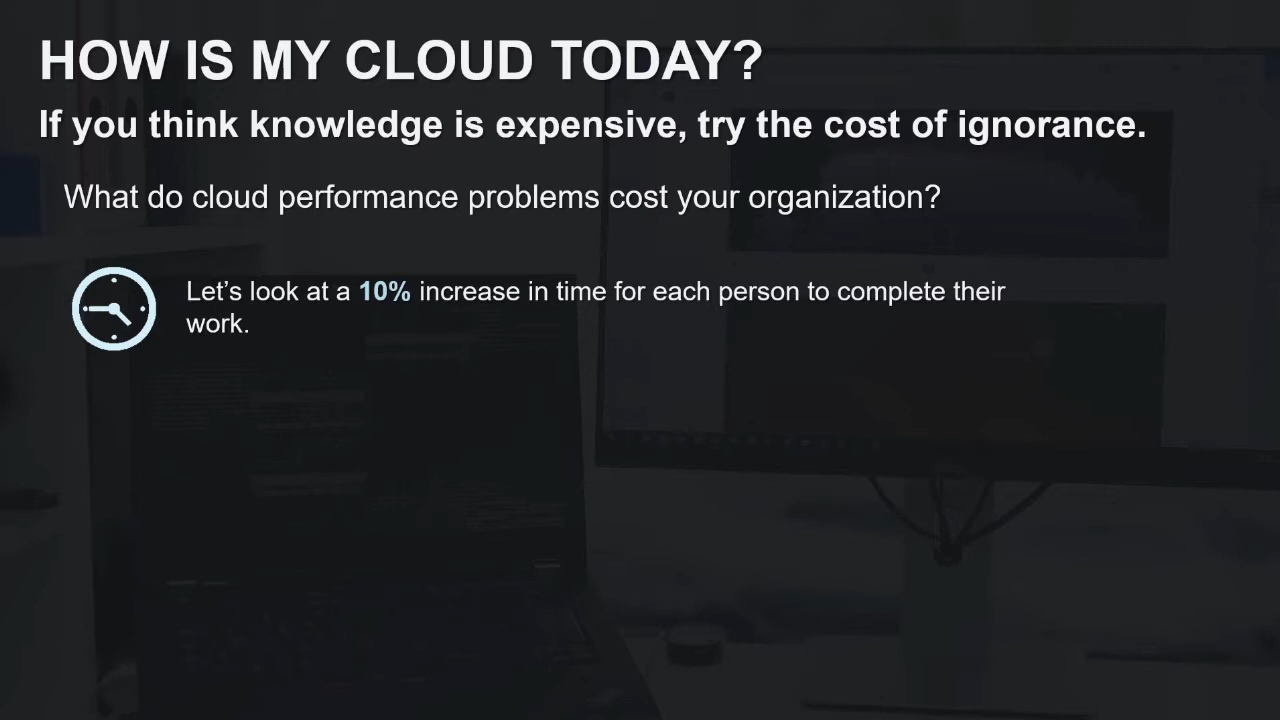 HOW IS MY CLOUD TODAY?
If you think knowledge is expensive, try the cost of ignorance.
What do cloud performance problems cost your organization?
Let’s look at a 10% increase in time for each person to complete their
work.